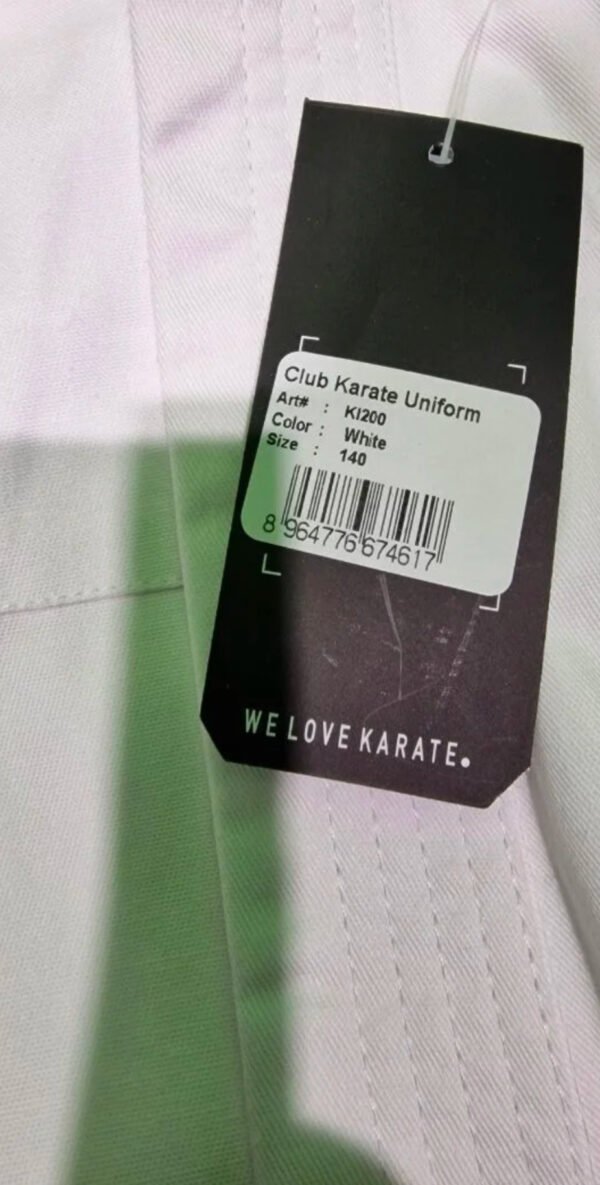 Club Karate Uniform
Art# : KI200
Color : White
Size : 140
8 964776 674617
WE LOVE KARATE.